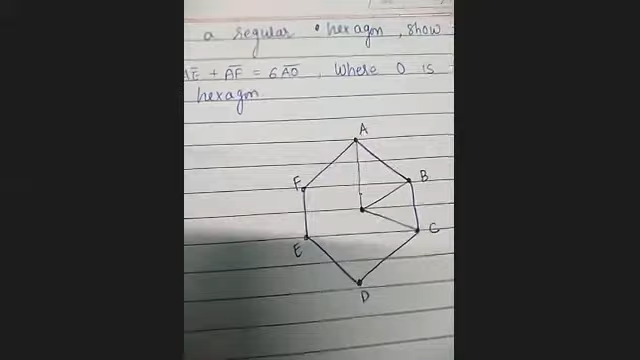 a regular hexagon, show
AE + AF = 6 AO, Where O is
hexagon
A
F
B
C
E
D